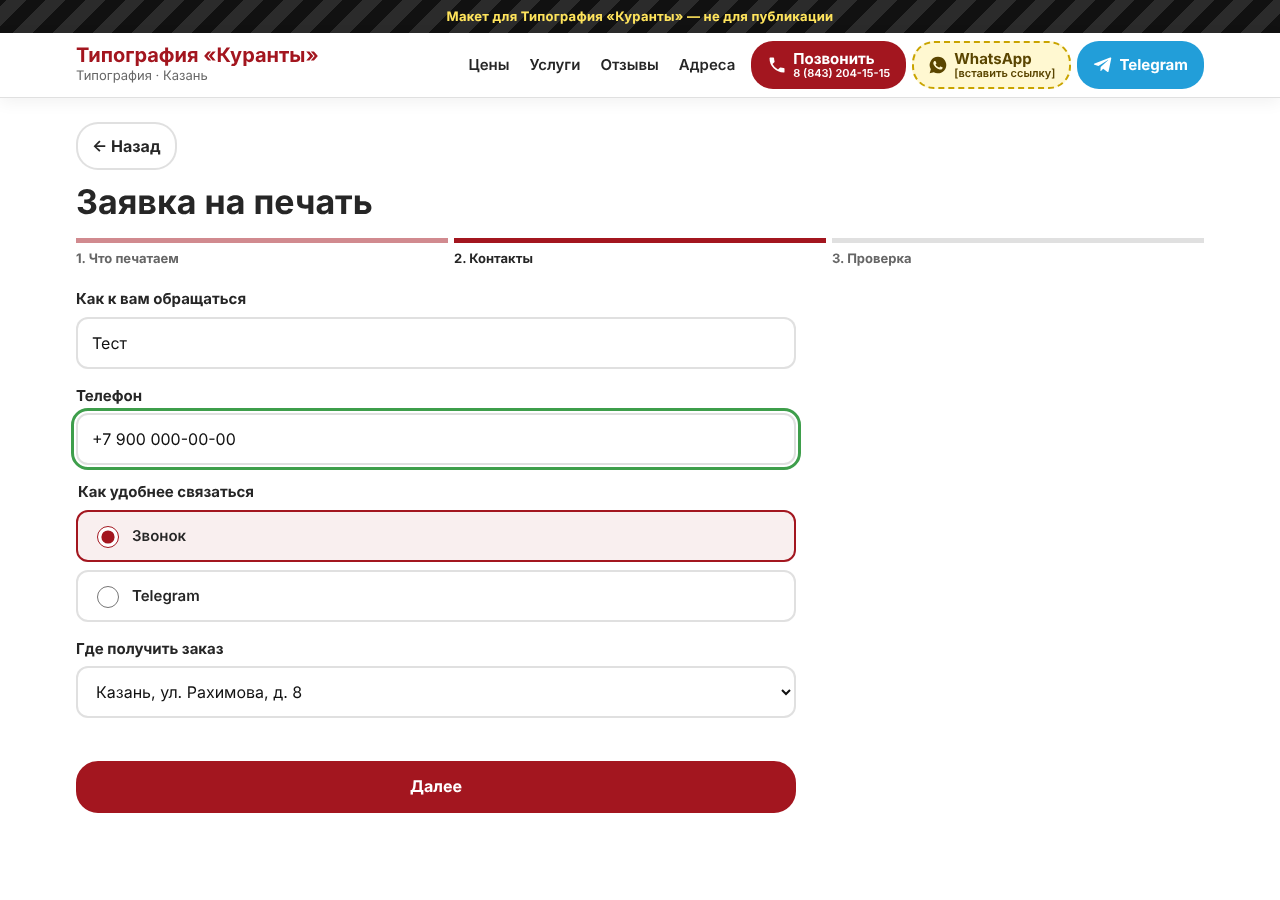 Макет для Типография «Куранты» — не для публикации
Типография «Куранты»
Типография · Казань
Цены
Услуги
Отзывы
Адреса
Позвонить
8 (843) 204-15-15
WhatsApp
[вставить ссылку]
Telegram
← Назад
Заявка на печать
1. Что печатаем
2. Контакты
3. Проверка
Как к вам обращаться
Тест
Телефон
+7 900 000-00-00
Как удобнее связаться
Звонок
Telegram
Где получить заказ
Казань, ул. Рахимова, д. 8
Далее